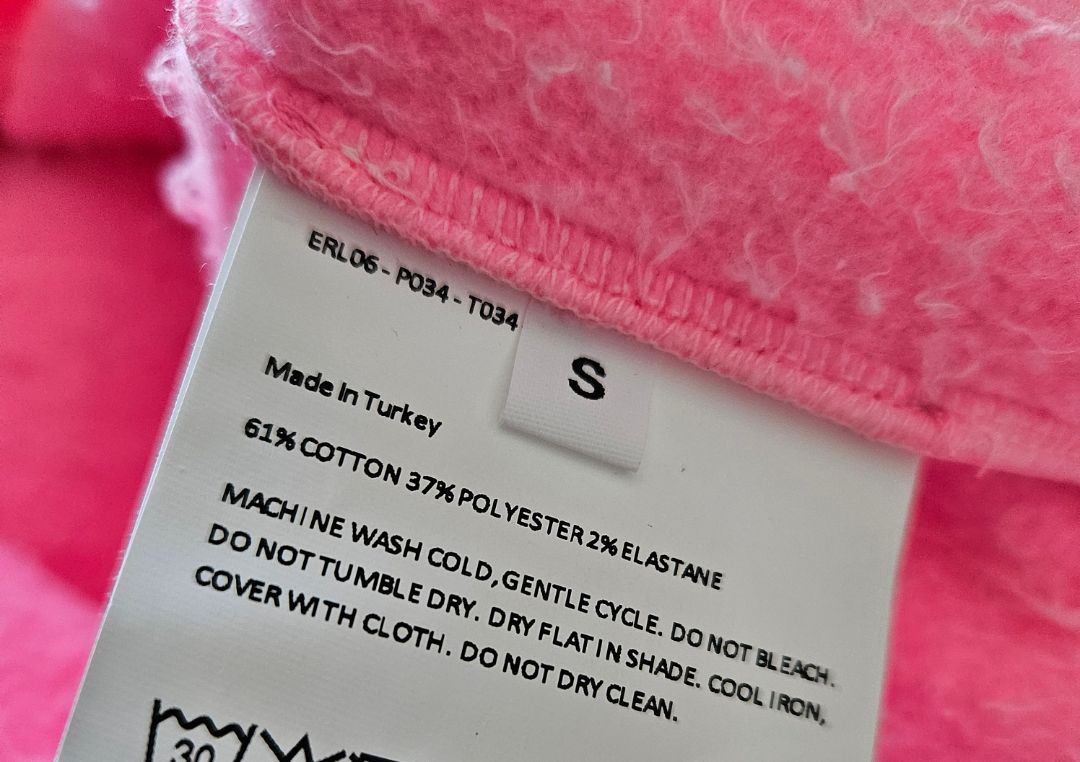 ERL06 - P034 - T034
S
Made In Turkey
61% COTTON 37% POLYESTER 2% ELASTANE
MACHINE WASH COLD, GENTLE CYCLE. DO NOT BLEACH.
DO NOT TUMBLE DRY. DRY FLAT IN SHADE. COOL IRON,
COVER WITH CLOTH. DO NOT DRY CLEAN.
30